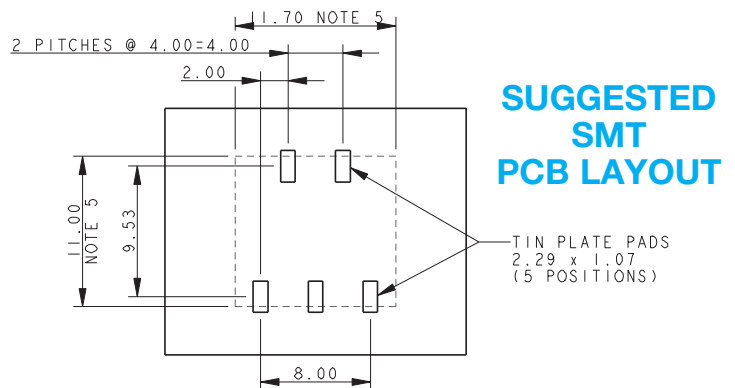 11.70 NOTE 5
2 PITCHES @ 4.00=4.00
2.00
SUGGESTED
SMT
PCB LAYOUT
11.00
NOTE 5
9.53
TIN PLATE PADS
2.29 x 1.07
(5 POSITIONS)
8.00